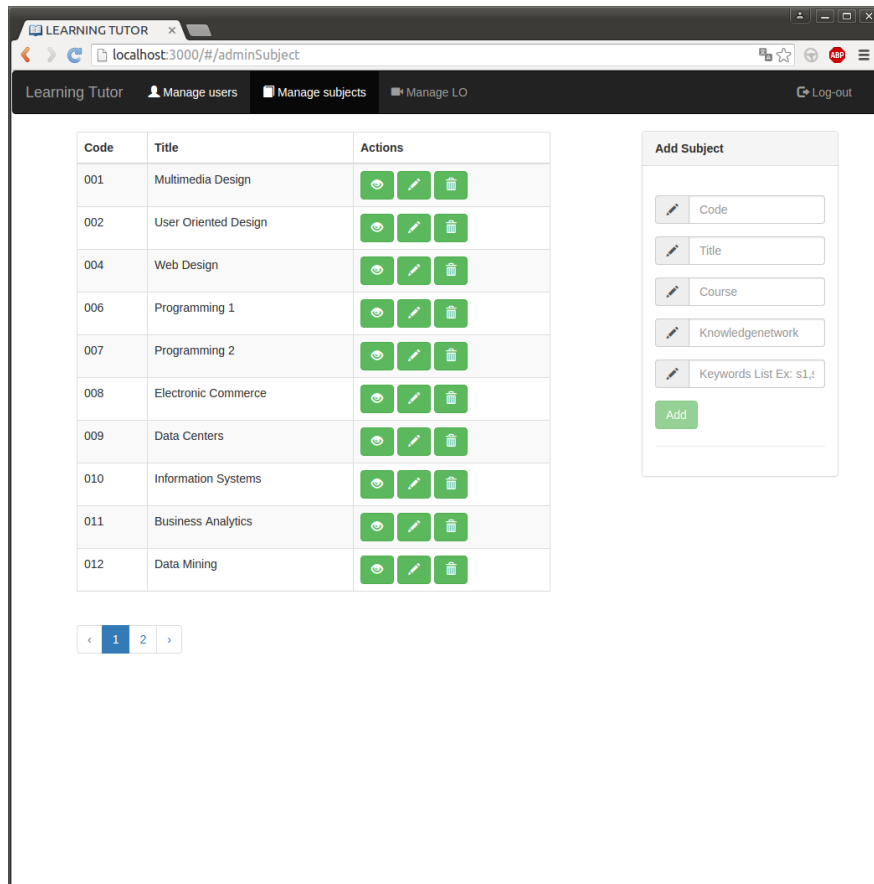 LEARNING TUTOR
localhost:3000/#/adminSubject
ABP
Learning Tutor Manage users Manage subjects Manage LO Log-out
Code Title Actions
001 Multimedia Design
002 User Oriented Design
004 Web Design
006 Programming 1
007 Programming 2
008 Electronic Commerce
009 Data Centers
010 Information Systems
011 Business Analytics
012 Data Mining
‹ 1 2 ›
Add Subject
Code
Title
Course
Knowledgenetwork
Keywords List Ex: s1,
Add